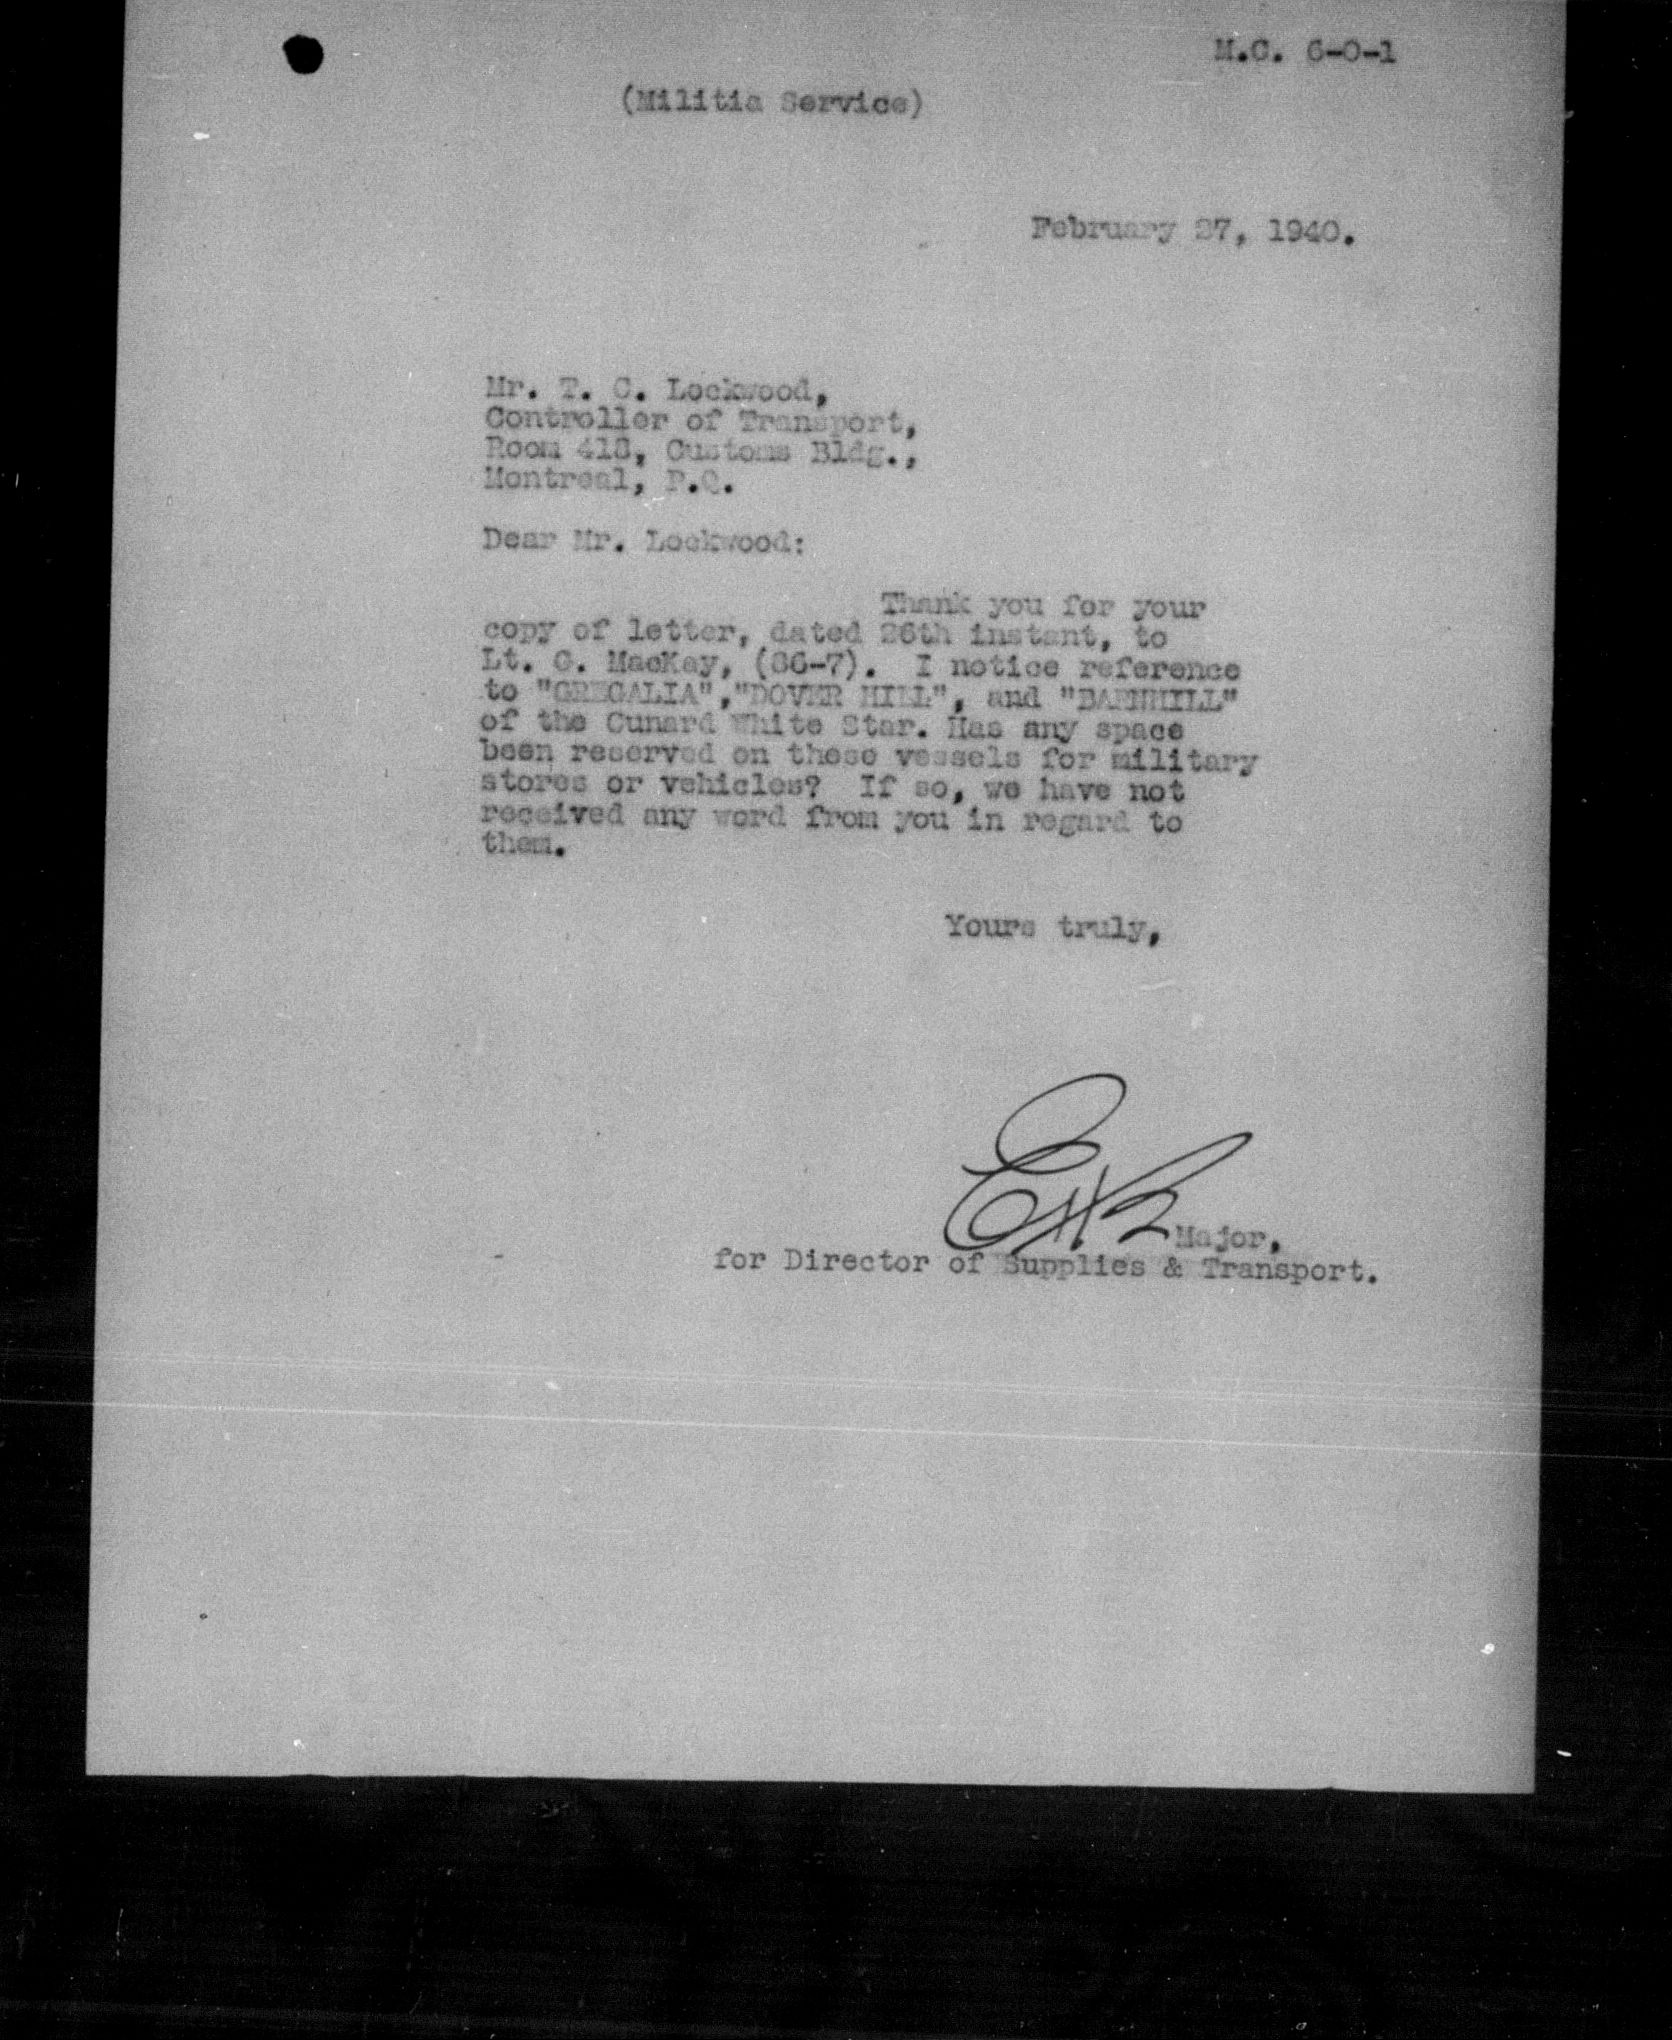 M.C. 6-0-1
(Militia Service)
February 27, 1940.
Mr. T. C. Lockwood,
Controller of Transport,
Room 418, Customs Bldg.,
Montreal, P.Q.
Dear Mr. Lockwood:
Thank you for your
copy of letter, dated 26th instant, to
Lt. G. MacKay, (S6-7). I notice reference
to "GREGALIA","DOVER HILL", and "BARNHILL"
of the Cunard White Star. Has any space
been reserved on these vessels for military
stores or vehicles? If so, we have not
received any word from you in regard to
them.
Yours truly,
Major,
for Director of Supplies & Transport.